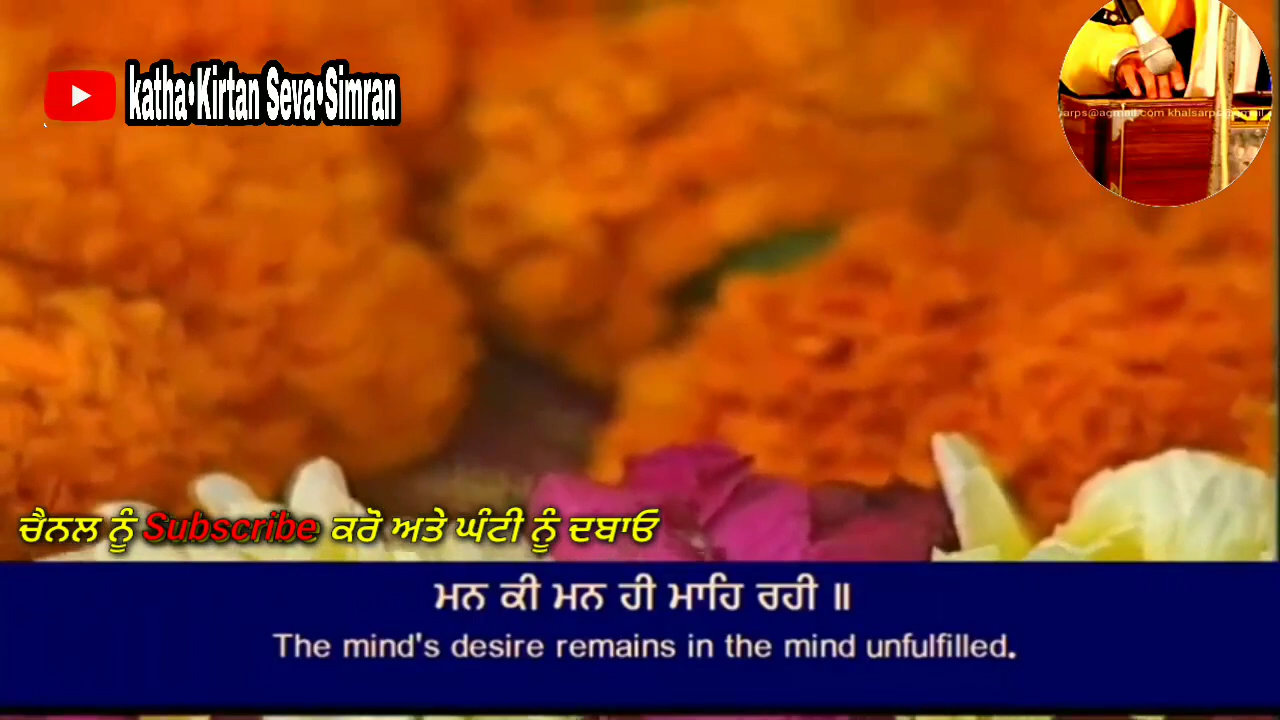 katha•Kirtan Seva•Simran
ਚੈਨਲ ਨੂੰ Subscribe ਕਰੋ ਅਤੇ ਘੰਟੀ ਨੂੰ ਦਬਾਓ
ਮਨ ਕੀ ਮਨ ਹੀ ਮਾਹਿ ਰਹੀ ॥
The mind's desire remains in the mind unfulfilled.